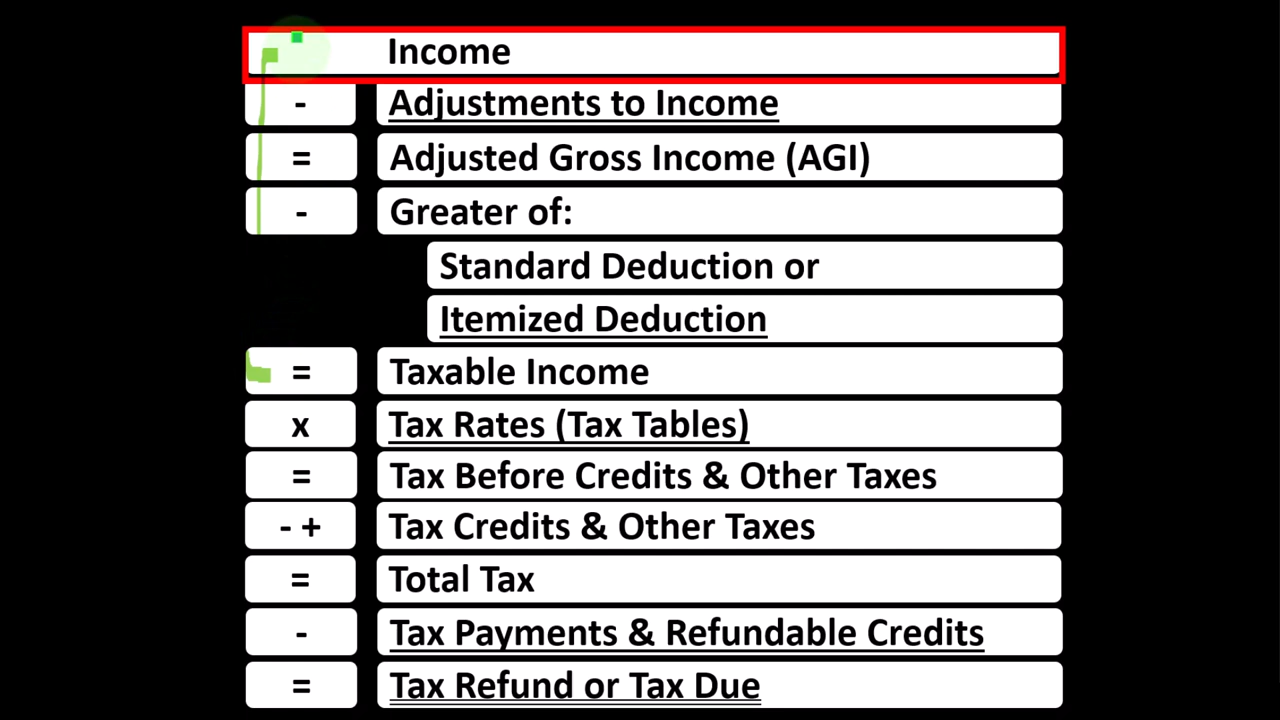 Income
- Adjustments to Income
= Adjusted Gross Income (AGI)
- Greater of:
Standard Deduction or
Itemized Deduction
= Taxable Income
x Tax Rates (Tax Tables)
= Tax Before Credits & Other Taxes
- + Tax Credits & Other Taxes
= Total Tax
- Tax Payments & Refundable Credits
= Tax Refund or Tax Due